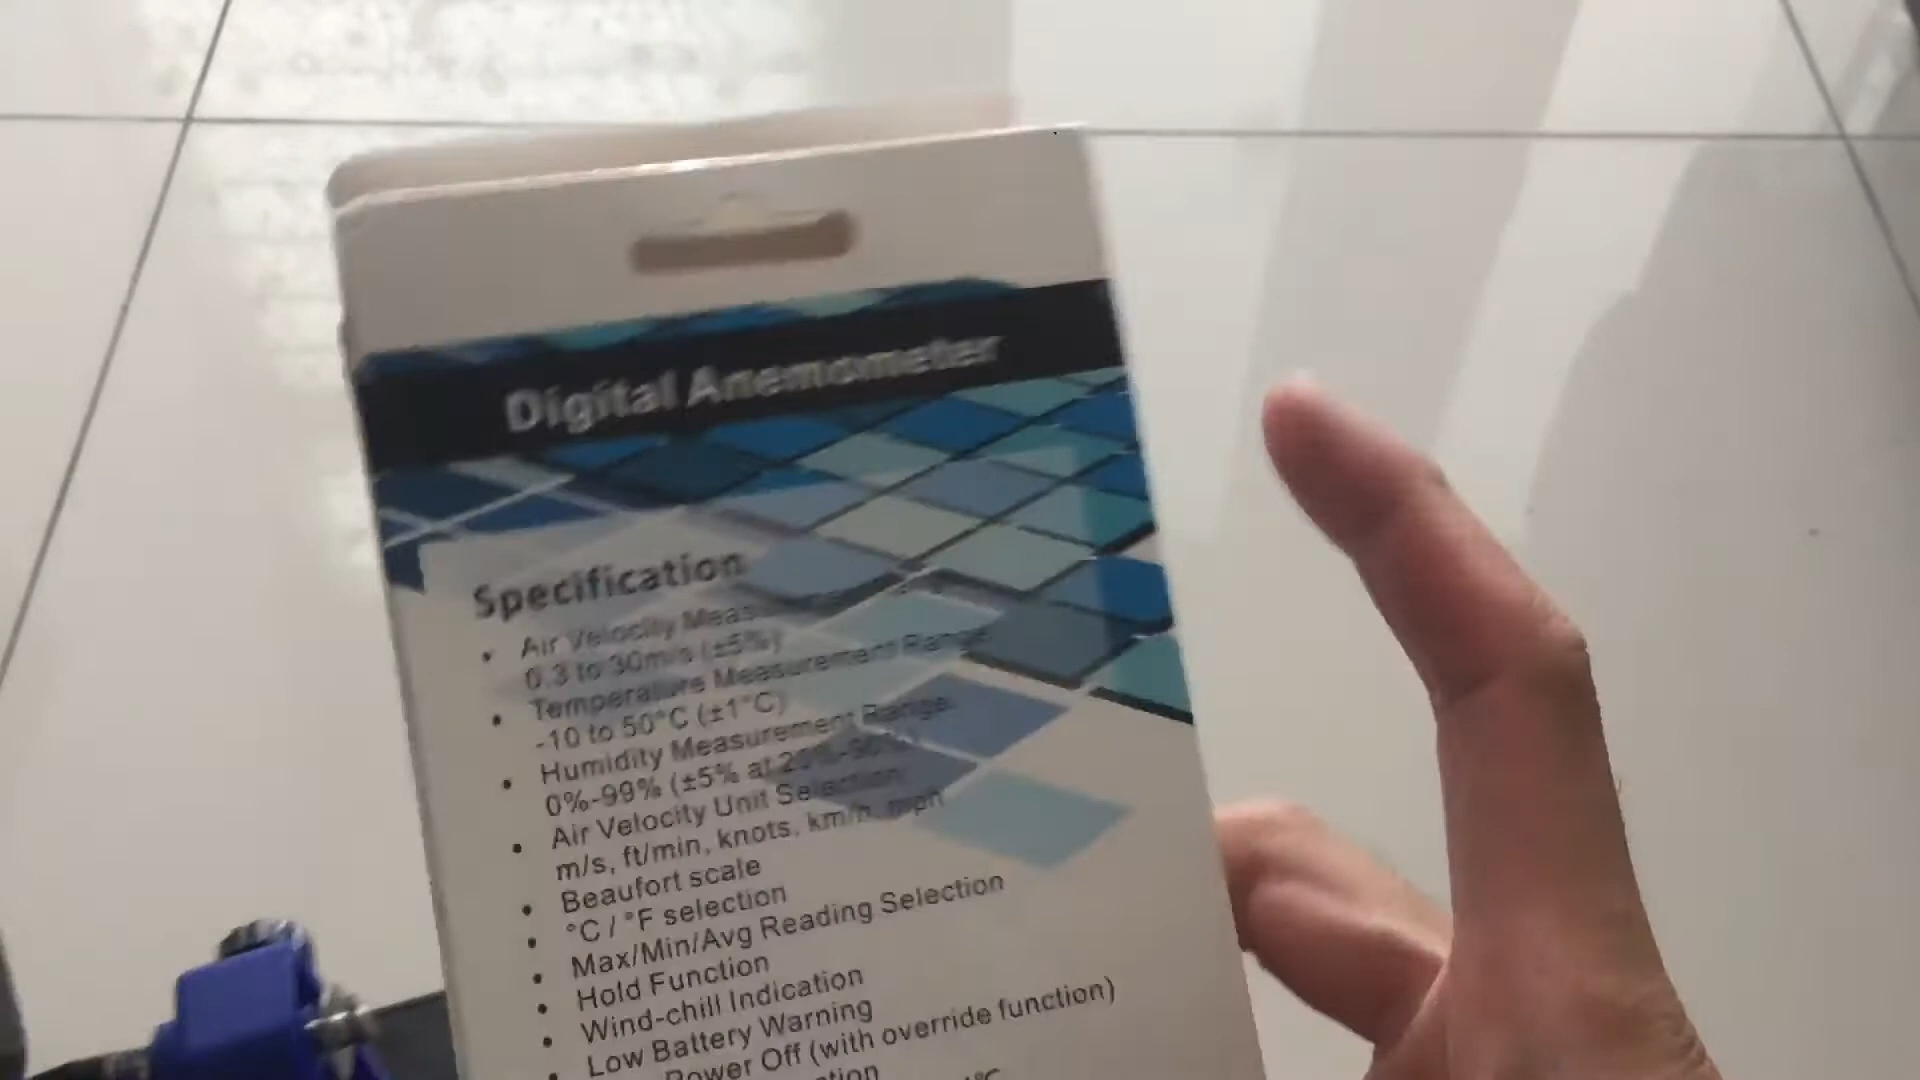 Digital Anemometer
Specification
• Air Velocity
0.3 to 30m/s (±5%)
• Temperature Measurement Range
-10 to 50°C (±1°C)
• Humidity Measurement Range
0%-99% (±5% at
• Air Velocity Unit Selection
m/s, ft/min, knots, km/h, mph
• Beaufort scale
• °C / °F selection
• Max/Min/Avg Reading Selection
• Hold Function
• Wind-chill Indication
• Low Battery Warning
Power Off (with override function)